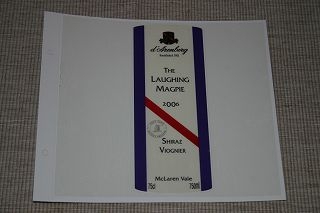 d'Arenberg
THE
LAUGHING
MAGPIE
2006
SHIRAZ
VIOGNIER
McLaren Vale
75cl 750ml